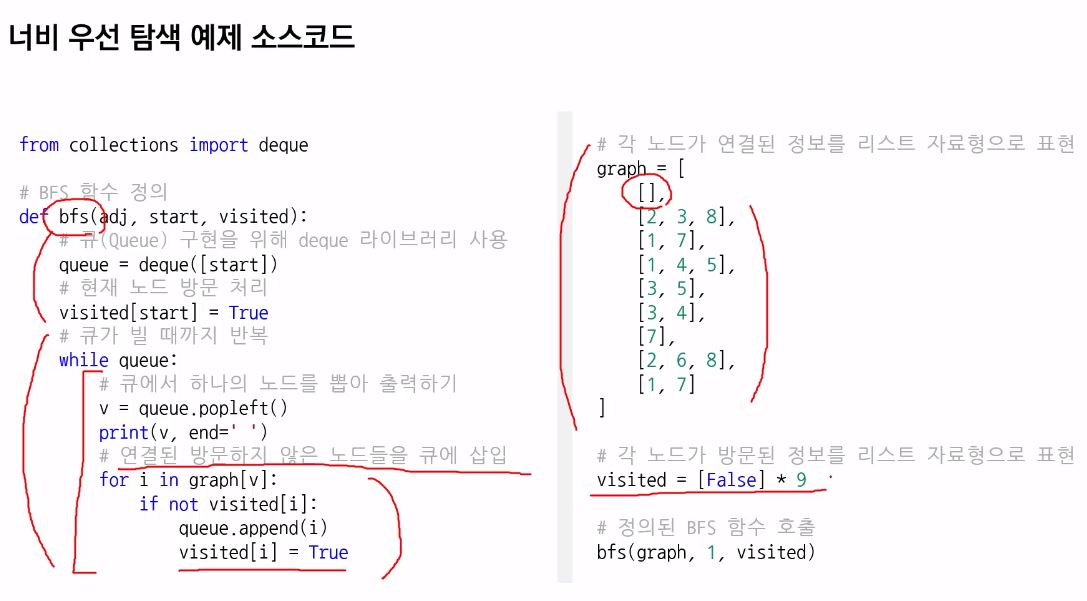 너비 우선 탐색 예제 소스코드
from collections import deque
# BFS 함수 정의
def bfs(adj, start, visited):
# 큐(Queue) 구현을 위해 deque 라이브러리 사용
queue = deque([start])
# 현재 노드 방문 처리
visited[start] = True
# 큐가 빌 때까지 반복
while queue:
# 큐에서 하나의 노드를 뽑아 출력하기
v = queue.popleft()
print(v, end=' ')
# 연결된 방문하지 않은 노드들을 큐에 삽입
for i in graph[v]:
if not visited[i]:
queue.append(i)
visited[i] = True
# 각 노드가 연결된 정보를 리스트 자료형으로 표현
graph = [
[],
[2, 3, 8],
[1, 7],
[1, 4, 5],
[3, 5],
[3, 4],
[7],
[2, 6, 8],
[1, 7]
]
# 각 노드가 방문된 정보를 리스트 자료형으로 표현
visited = [False] * 9
# 정의된 BFS 함수 호출
bfs(graph, 1, visited)